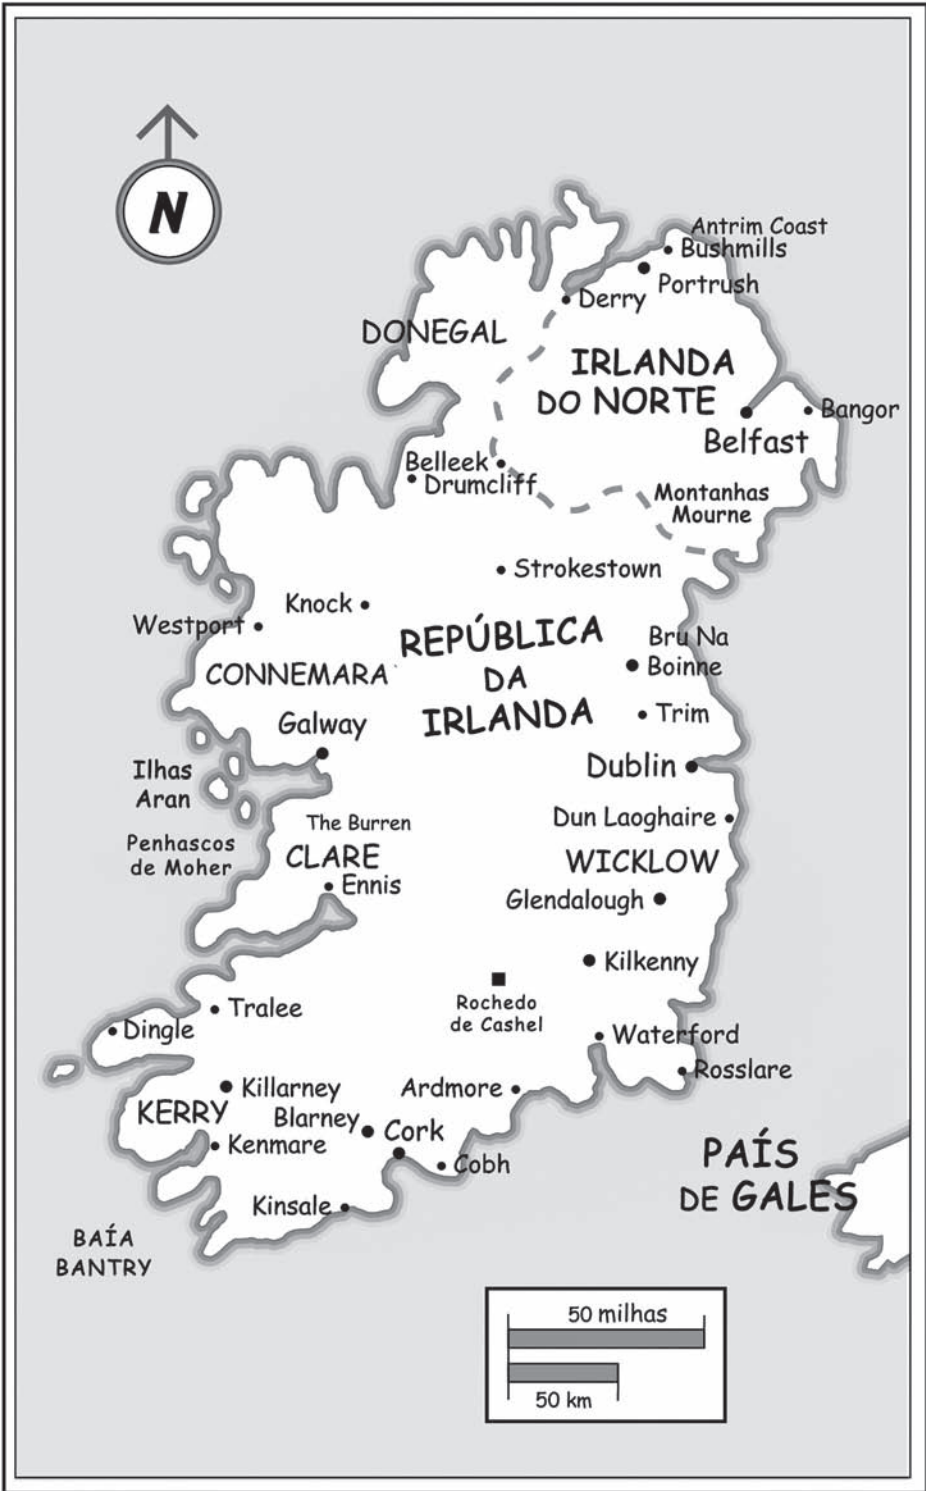 N
Antrim Coast
Bushmills
Portrush
Derry
DONEGAL
IRLANDA
DO NORTE
Bangor
Belfast
Belleek
Drumcliff
Montanhas
Mourne
Strokestown
Knock
Westport
REPÚBLICA
DA
IRLANDA
Bru Na
Boinne
CONNEMARA
Trim
Galway
Dublin
Ilhas
Aran
Dun Laoghaire
The Burren
Penhascos
de Moher
CLARE
WICKLOW
Ennis
Glendalough
Kilkenny
Rochedo
de Cashel
Tralee
Dingle
Waterford
Rosslare
Killarney
Ardmore
KERRY
Blarney
Cork
Kenmare
Cobh
PAÍS
DE GALES
Kinsale
BAÍA
BANTRY
50 milhas
50 km